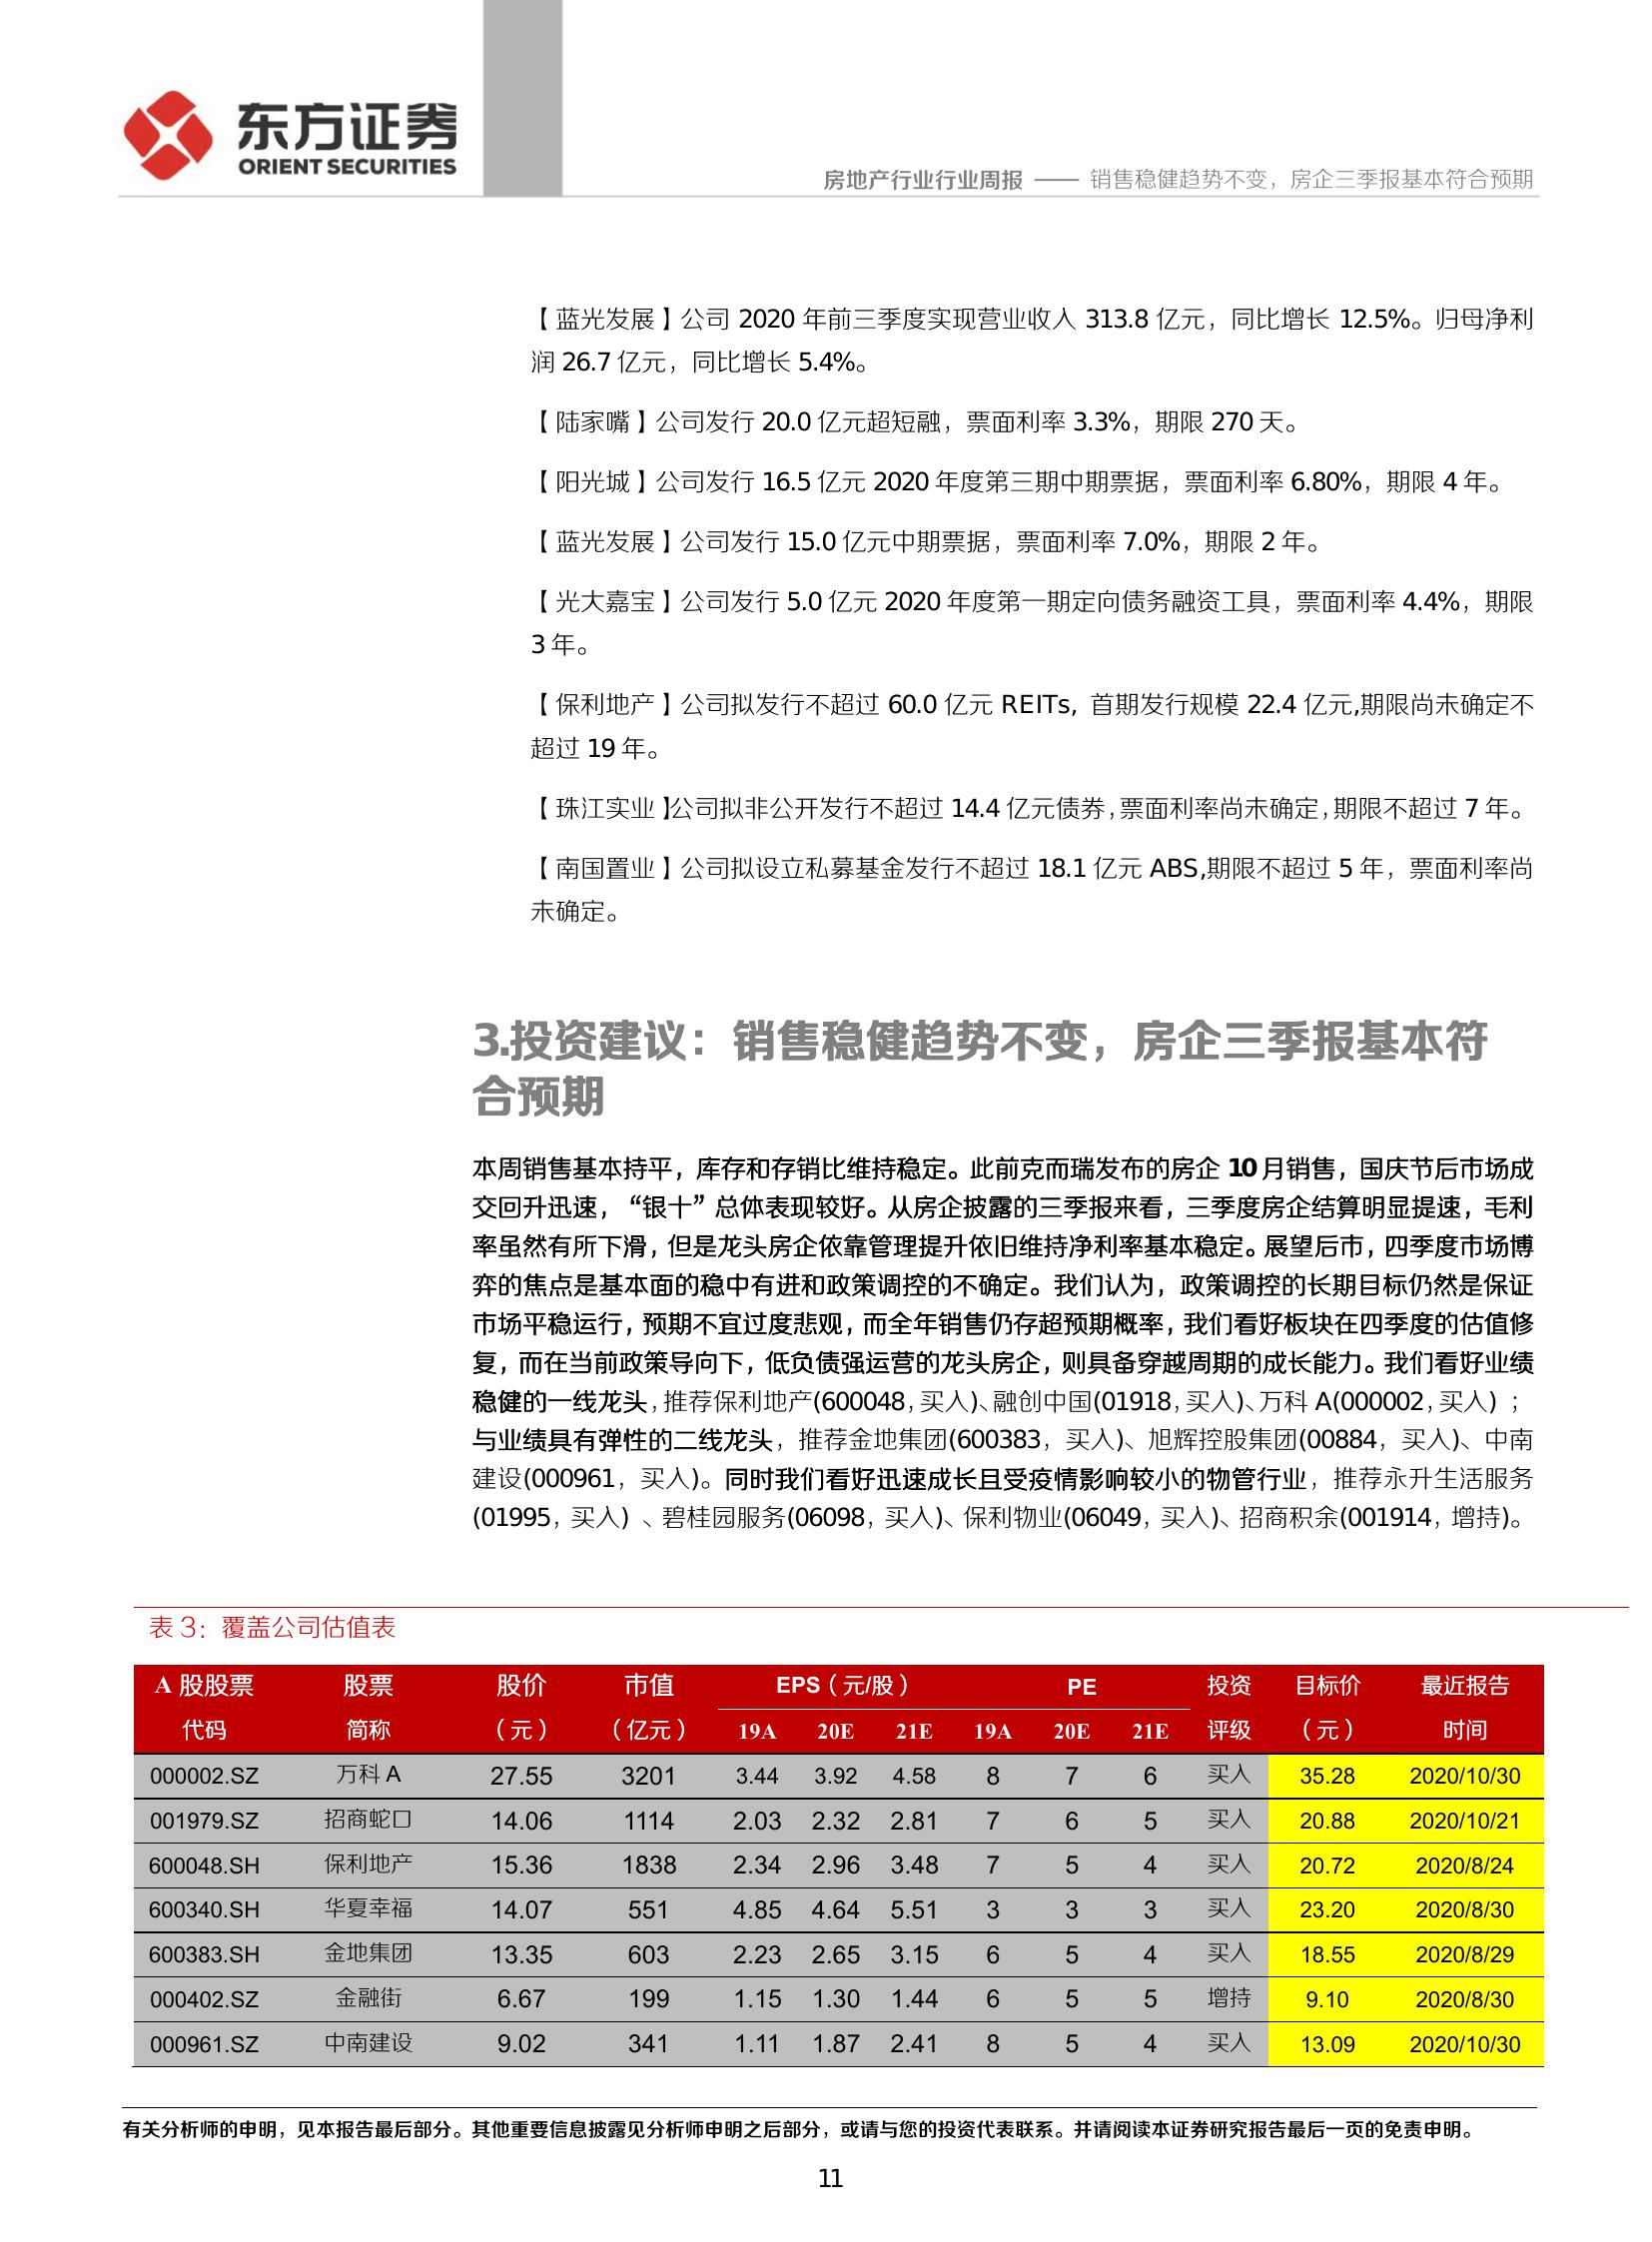 东方证券
ORIENT SECURITIES
房地产行业行业周报 —— 销售稳健趋势不变，房企三季报基本符合预期
【蓝光发展】公司 2020 年前三季度实现营业收入 313.8 亿元，同比增长 12.5%。归母净利
润 26.7 亿元，同比增长 5.4%。
【陆家嘴】公司发行 20.0 亿元超短融，票面利率 3.3%，期限 270 天。
【阳光城】公司发行 16.5 亿元 2020 年度第三期中期票据，票面利率 6.80%，期限 4 年。
【蓝光发展】公司发行 15.0 亿元中期票据，票面利率 7.0%，期限 2 年。
【光大嘉宝】公司发行 5.0 亿元 2020 年度第一期定向债务融资工具，票面利率 4.4%，期限
3 年。
【保利地产】公司拟发行不超过 60.0 亿元 REITs, 首期发行规模 22.4 亿元,期限尚未确定不
超过 19 年。
【珠江实业】公司拟非公开发行不超过 14.4 亿元债券，票面利率尚未确定，期限不超过 7 年。
【南国置业】公司拟设立私募基金发行不超过 18.1 亿元 ABS,期限不超过 5 年，票面利率尚
未确定。
3.投资建议：销售稳健趋势不变，房企三季报基本符
合预期
本周销售基本持平，库存和存销比维持稳定。此前克而瑞发布的房企 10 月销售，国庆节后市场成
交回升迅速，“银十”总体表现较好。从房企披露的三季报来看，三季度房企结算明显提速，毛利
率虽然有所下滑，但是龙头房企依靠管理提升依旧维持净利率基本稳定。展望后市，四季度市场博
弈的焦点是基本面的稳中有进和政策调控的不确定。我们认为，政策调控的长期目标仍然是保证
市场平稳运行，预期不宜过度悲观，而全年销售仍存超预期概率，我们看好板块在四季度的估值修
复，而在当前政策导向下，低负债强运营的龙头房企，则具备穿越周期的成长能力。我们看好业绩
稳健的一线龙头，推荐保利地产(600048，买入)、融创中国(01918，买入)、万科 A(000002，买入)；
与业绩具有弹性的二线龙头，推荐金地集团(600383，买入)、旭辉控股集团(00884，买入)、中南
建设(000961，买入)。同时我们看好迅速成长且受疫情影响较小的物管行业，推荐永升生活服务
(01995，买入) 、碧桂园服务(06098，买入)、保利物业(06049，买入)、招商积余(001914，增持)。
表 3：覆盖公司估值表
A 股股票 股票 股价 市值 EPS（元/股） PE 投资 目标价 最近报告
代码 简称 （元） （亿元） 19A 20E 21E 19A 20E 21E 评级 （元） 时间
000002.SZ 万科 A 27.55 3201 3.44 3.92 4.58 8 7 6 买入 35.28 2020/10/30
001979.SZ 招商蛇口 14.06 1114 2.03 2.32 2.81 7 6 5 买入 20.88 2020/10/21
600048.SH 保利地产 15.36 1838 2.34 2.96 3.48 7 5 4 买入 20.72 2020/8/24
600340.SH 华夏幸福 14.07 551 4.85 4.64 5.51 3 3 3 买入 23.20 2020/8/30
600383.SH 金地集团 13.35 603 2.23 2.65 3.15 6 5 4 买入 18.55 2020/8/29
000402.SZ 金融街 6.67 199 1.15 1.30 1.44 6 5 5 增持 9.10 2020/8/30
000961.SZ 中南建设 9.02 341 1.11 1.87 2.41 8 5 4 买入 13.09 2020/10/30
有关分析师的申明，见本报告最后部分。其他重要信息披露见分析师申明之后部分，或请与您的投资代表联系。并请阅读本证券研究报告最后一页的免责申明。
11